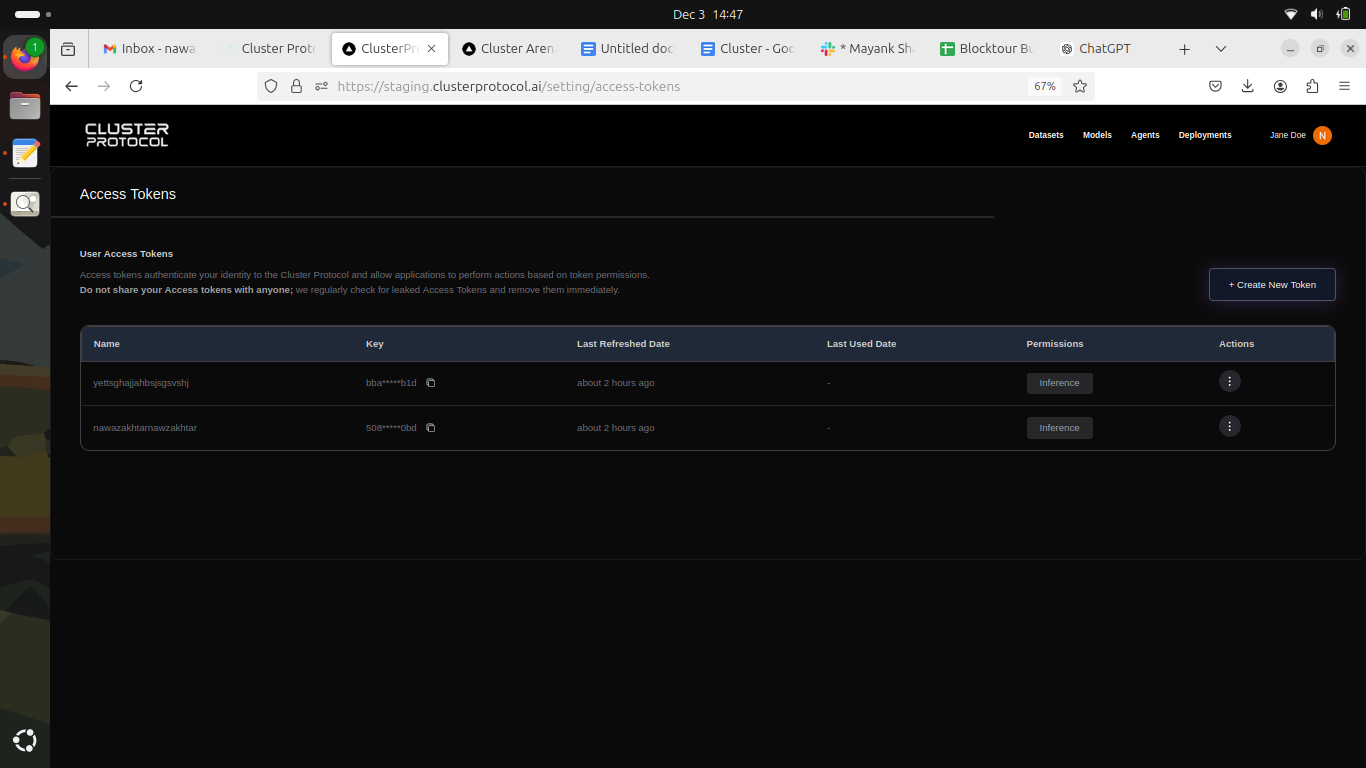 Dec 3 14:47
1
Inbox - nawa
Cluster Proto
ClusterPr
Cluster Aren
Untitled doc
Cluster - Goo
* Mayank Sha
Blocktour Bu
ChatGPT
https://staging.clusterprotocol.ai/setting/access-tokens
67%
CLUSTER
PROTOCOL
Datasets
Models
Agents
Deployments
Jane Doe
N
Access Tokens
User Access Tokens
Access tokens authenticate your identity to the Cluster Protocol and allow applications to perform actions based on token permissions.
Do not share your Access tokens with anyone; we regularly check for leaked Access Tokens and remove them immediately.
+ Create New Token
Name Key Last Refreshed Date Last Used Date Permissions Actions
yettsghajjahbsjsgsvshj bba*****b1d about 2 hours ago - Inference
nawazakhtarnawzakhtar 508*****0bd about 2 hours ago - Inference